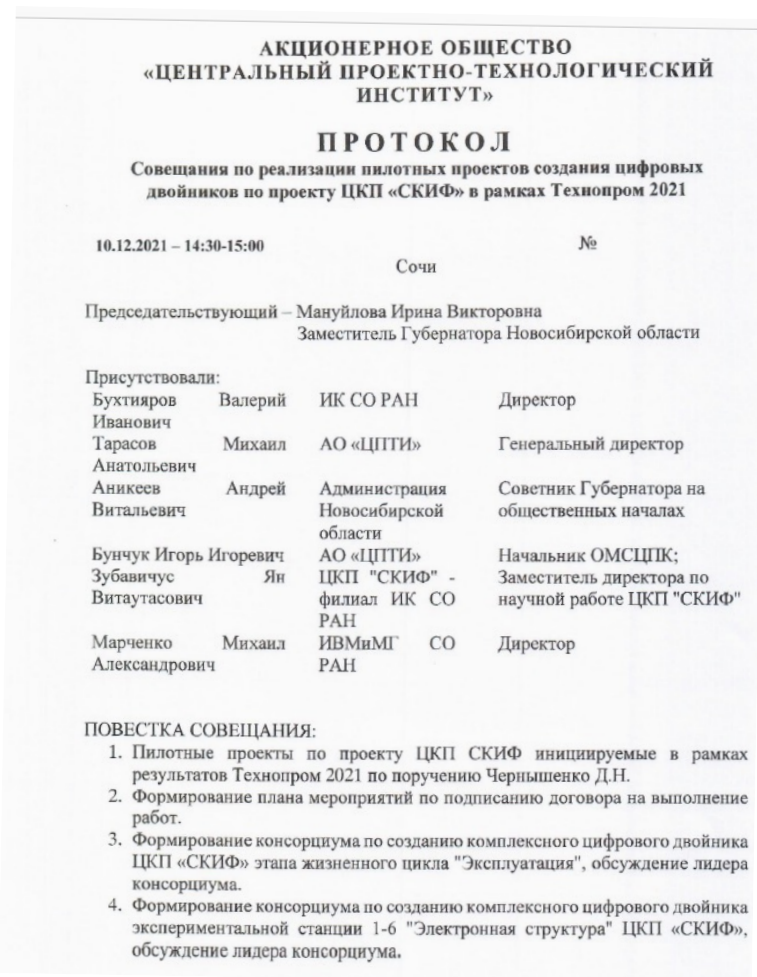 АКЦИОНЕРНОЕ ОБЩЕСТВО
«ЦЕНТРАЛЬНЫЙ ПРОЕКТНО-ТЕХНОЛОГИЧЕСКИЙ
ИНСТИТУТ»
ПРОТОКОЛ
Совещания по реализации пилотных проектов создания цифровых
двойников по проекту ЦКП «СКИФ» в рамках Технопром 2021
10.12.2021 – 14:30-15:00 №
Сочи
Председательствующий – Мануйлова Ирина Викторовна
Заместитель Губернатора Новосибирской области
Присутствовали:
Бухтияров Валерий ИК СО РАН Директор
Иванович
Тарасов Михаил АО «ЦПТИ» Генеральный директор
Анатольевич
Аникеев Андрей Администрация Советник Губернатора на
Витальевич Новосибирской общественных началах
области
Бунчук Игорь Игоревич АО «ЦПТИ» Начальник ОМСЦПК;
Зубавичус Ян ЦКП "СКИФ" - Заместитель директора по
Витаутасович филиал ИК СО научной работе ЦКП "СКИФ"
РАН
Марченко Михаил ИВМиМГ СО Директор
Александрович РАН
ПОВЕСТКА СОВЕЩАНИЯ:
1. Пилотные проекты по проекту ЦКП СКИФ инициируемые в рамках
результатов Технопром 2021 по поручению Чернышенко Д.Н.
2. Формирование плана мероприятий по подписанию договора на выполнение
работ.
3. Формирование консорциума по созданию комплексного цифрового двойника
ЦКП «СКИФ» этапа жизненного цикла "Эксплуатация", обсуждение лидера
консорциума.
4. Формирование консорциума по созданию комплексного цифрового двойника
экспериментальной станции 1-6 "Электронная структура" ЦКП «СКИФ»,
обсуждение лидера консорциума.